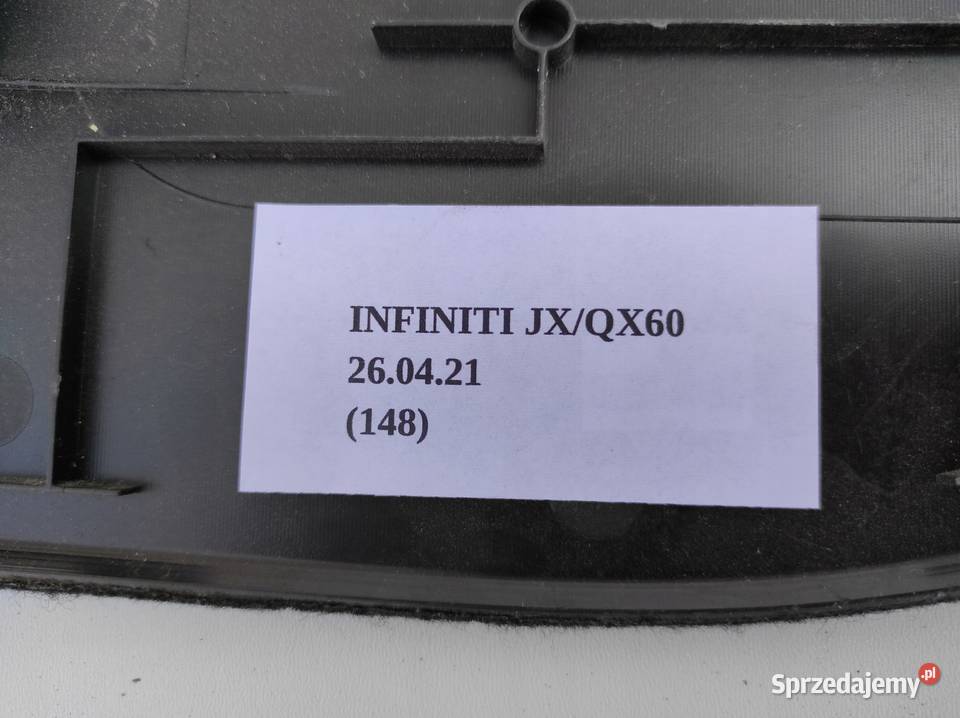 INFINITI JX/QX60
26.04.21
(148)
Sprzedajemy.pl